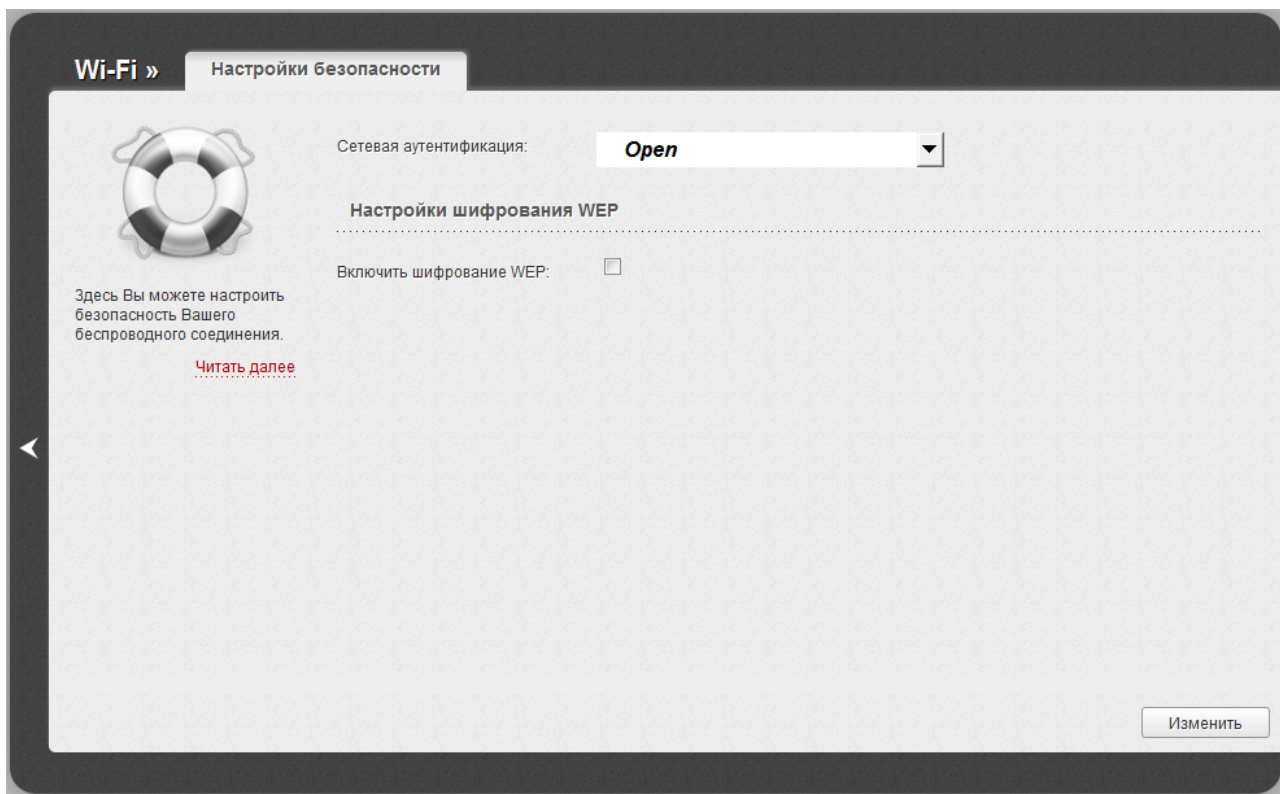 Wi-Fi »
Настройки безопасности
Сетевая аутентификация:
Open
Настройки шифрования WEP
Включить шифрование WEP:
Здесь Вы можете настроить
безопасность Вашего
беспроводного соединения.
Читать далее
Изменить